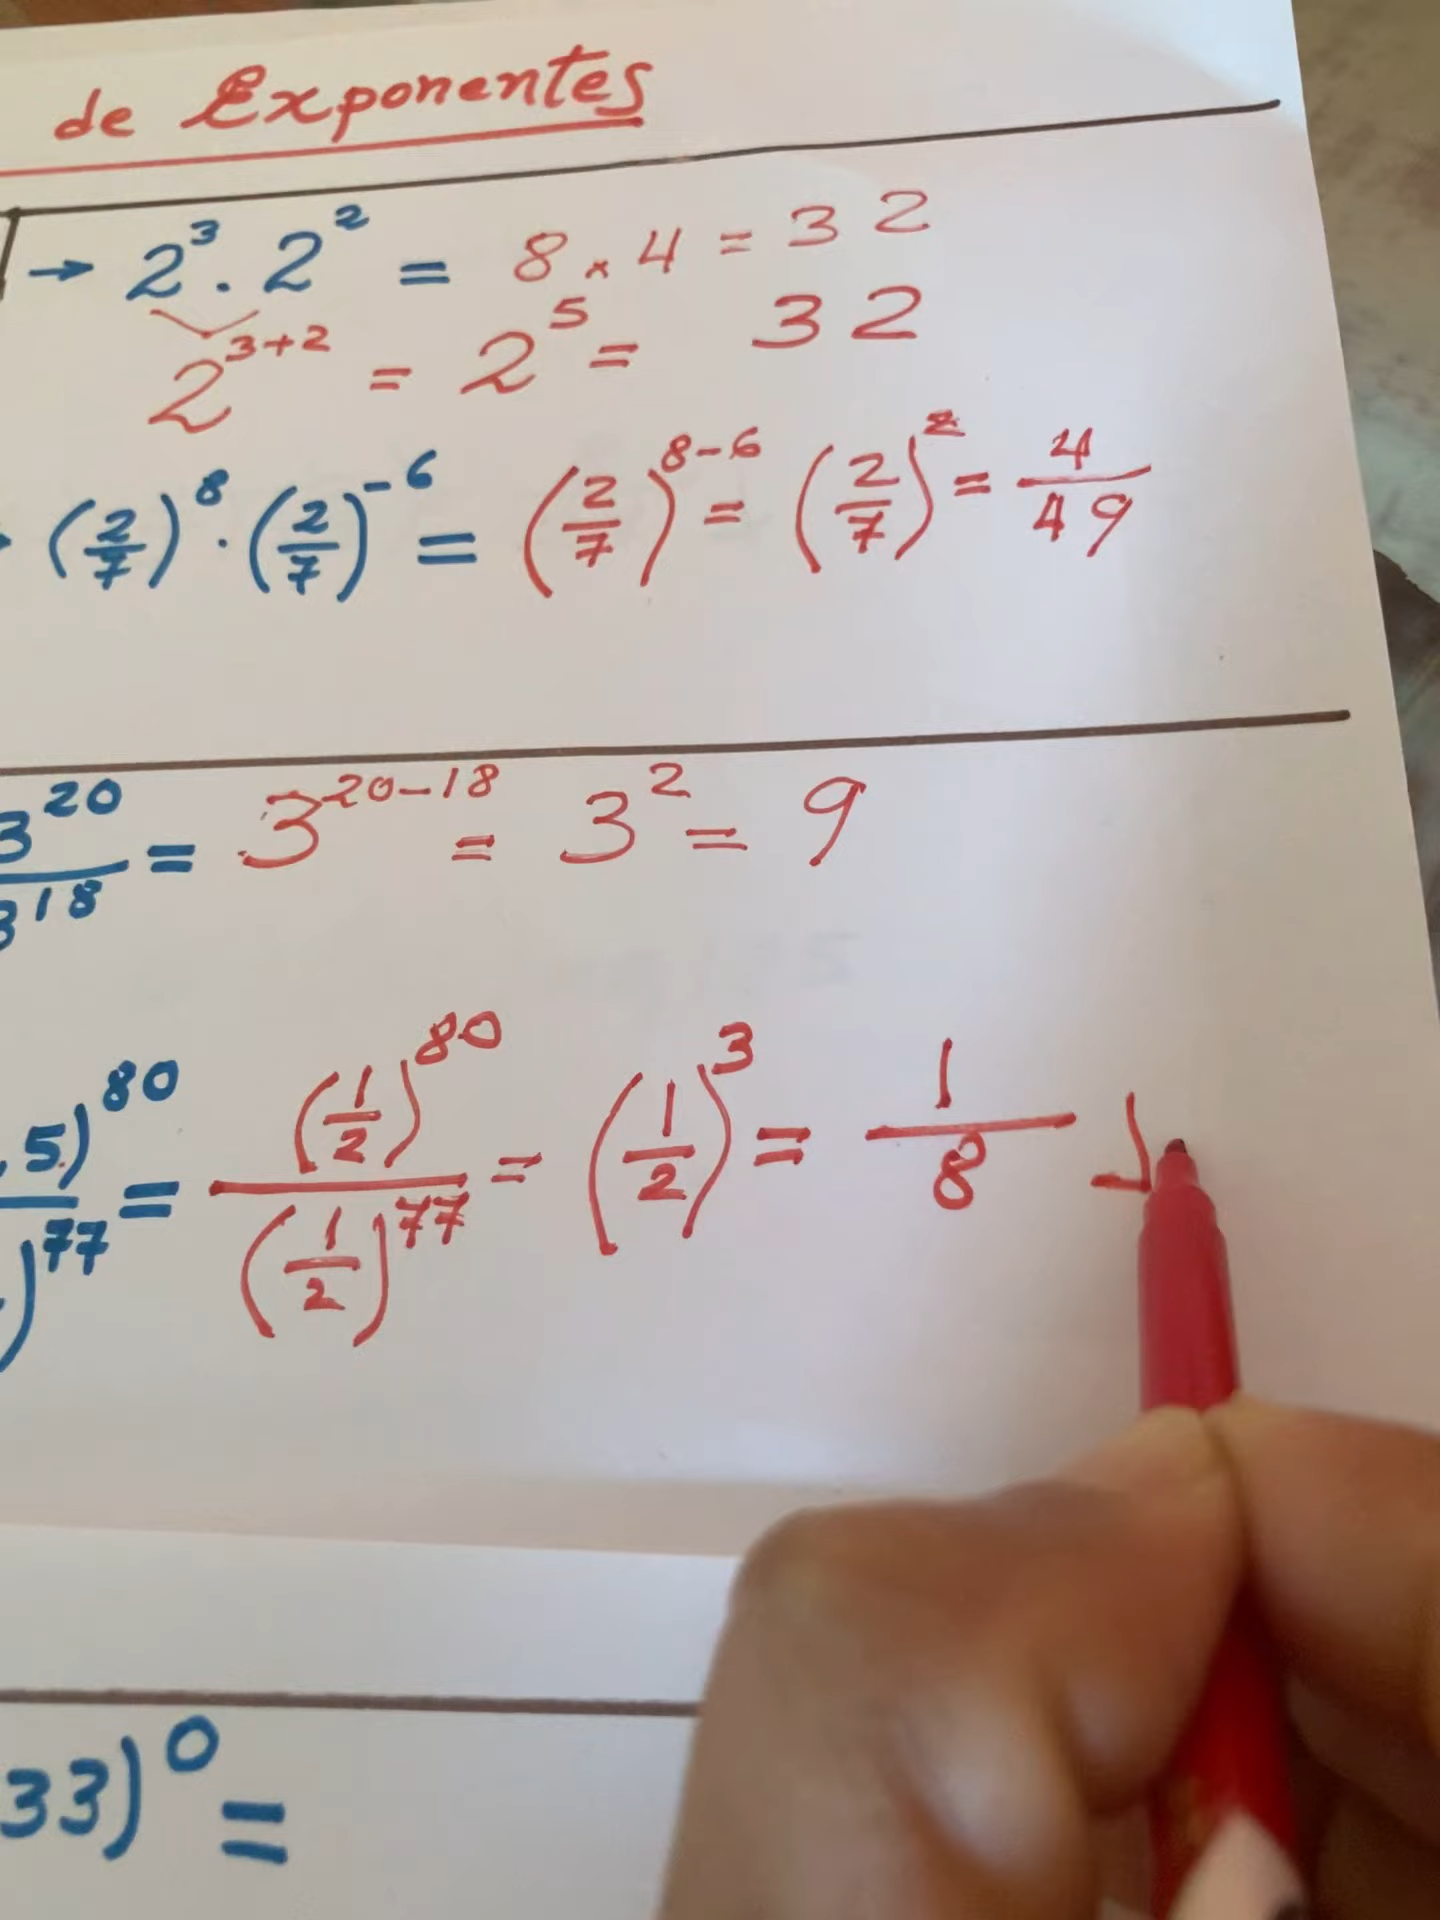 de Exponentes
→ 2³ . 2² = 8 x 4 = 32
2³⁺² = 2⁵ = 32
(2/7)⁸ . (2/7)⁻⁶ = (2/7)⁸⁻⁶ = (2/7)² = 4/49
3²⁰/3¹⁸ = 3²⁰⁻¹⁸ = 3² = 9
,5)⁸⁰/)⁷⁷ = (1/2)⁸⁰/(1/2)⁷⁷ = (1/2)³ = 1/8
33)⁰ =